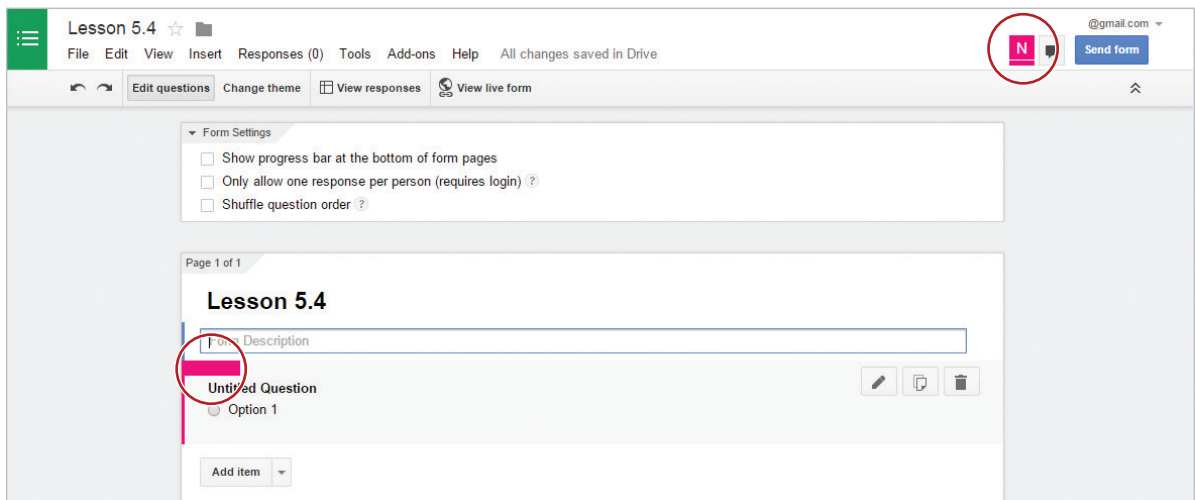 Lesson 5.4
@gmail.com
File Edit View Insert Responses (0) Tools Add-ons Help All changes saved in Drive
N
Send form
Edit questions Change theme View responses View live form
Form Settings
Show progress bar at the bottom of form pages
Only allow one response per person (requires login) ?
Shuffle question order ?
Page 1 of 1
Lesson 5.4
Form Description
Untitled Question
Option 1
Add item